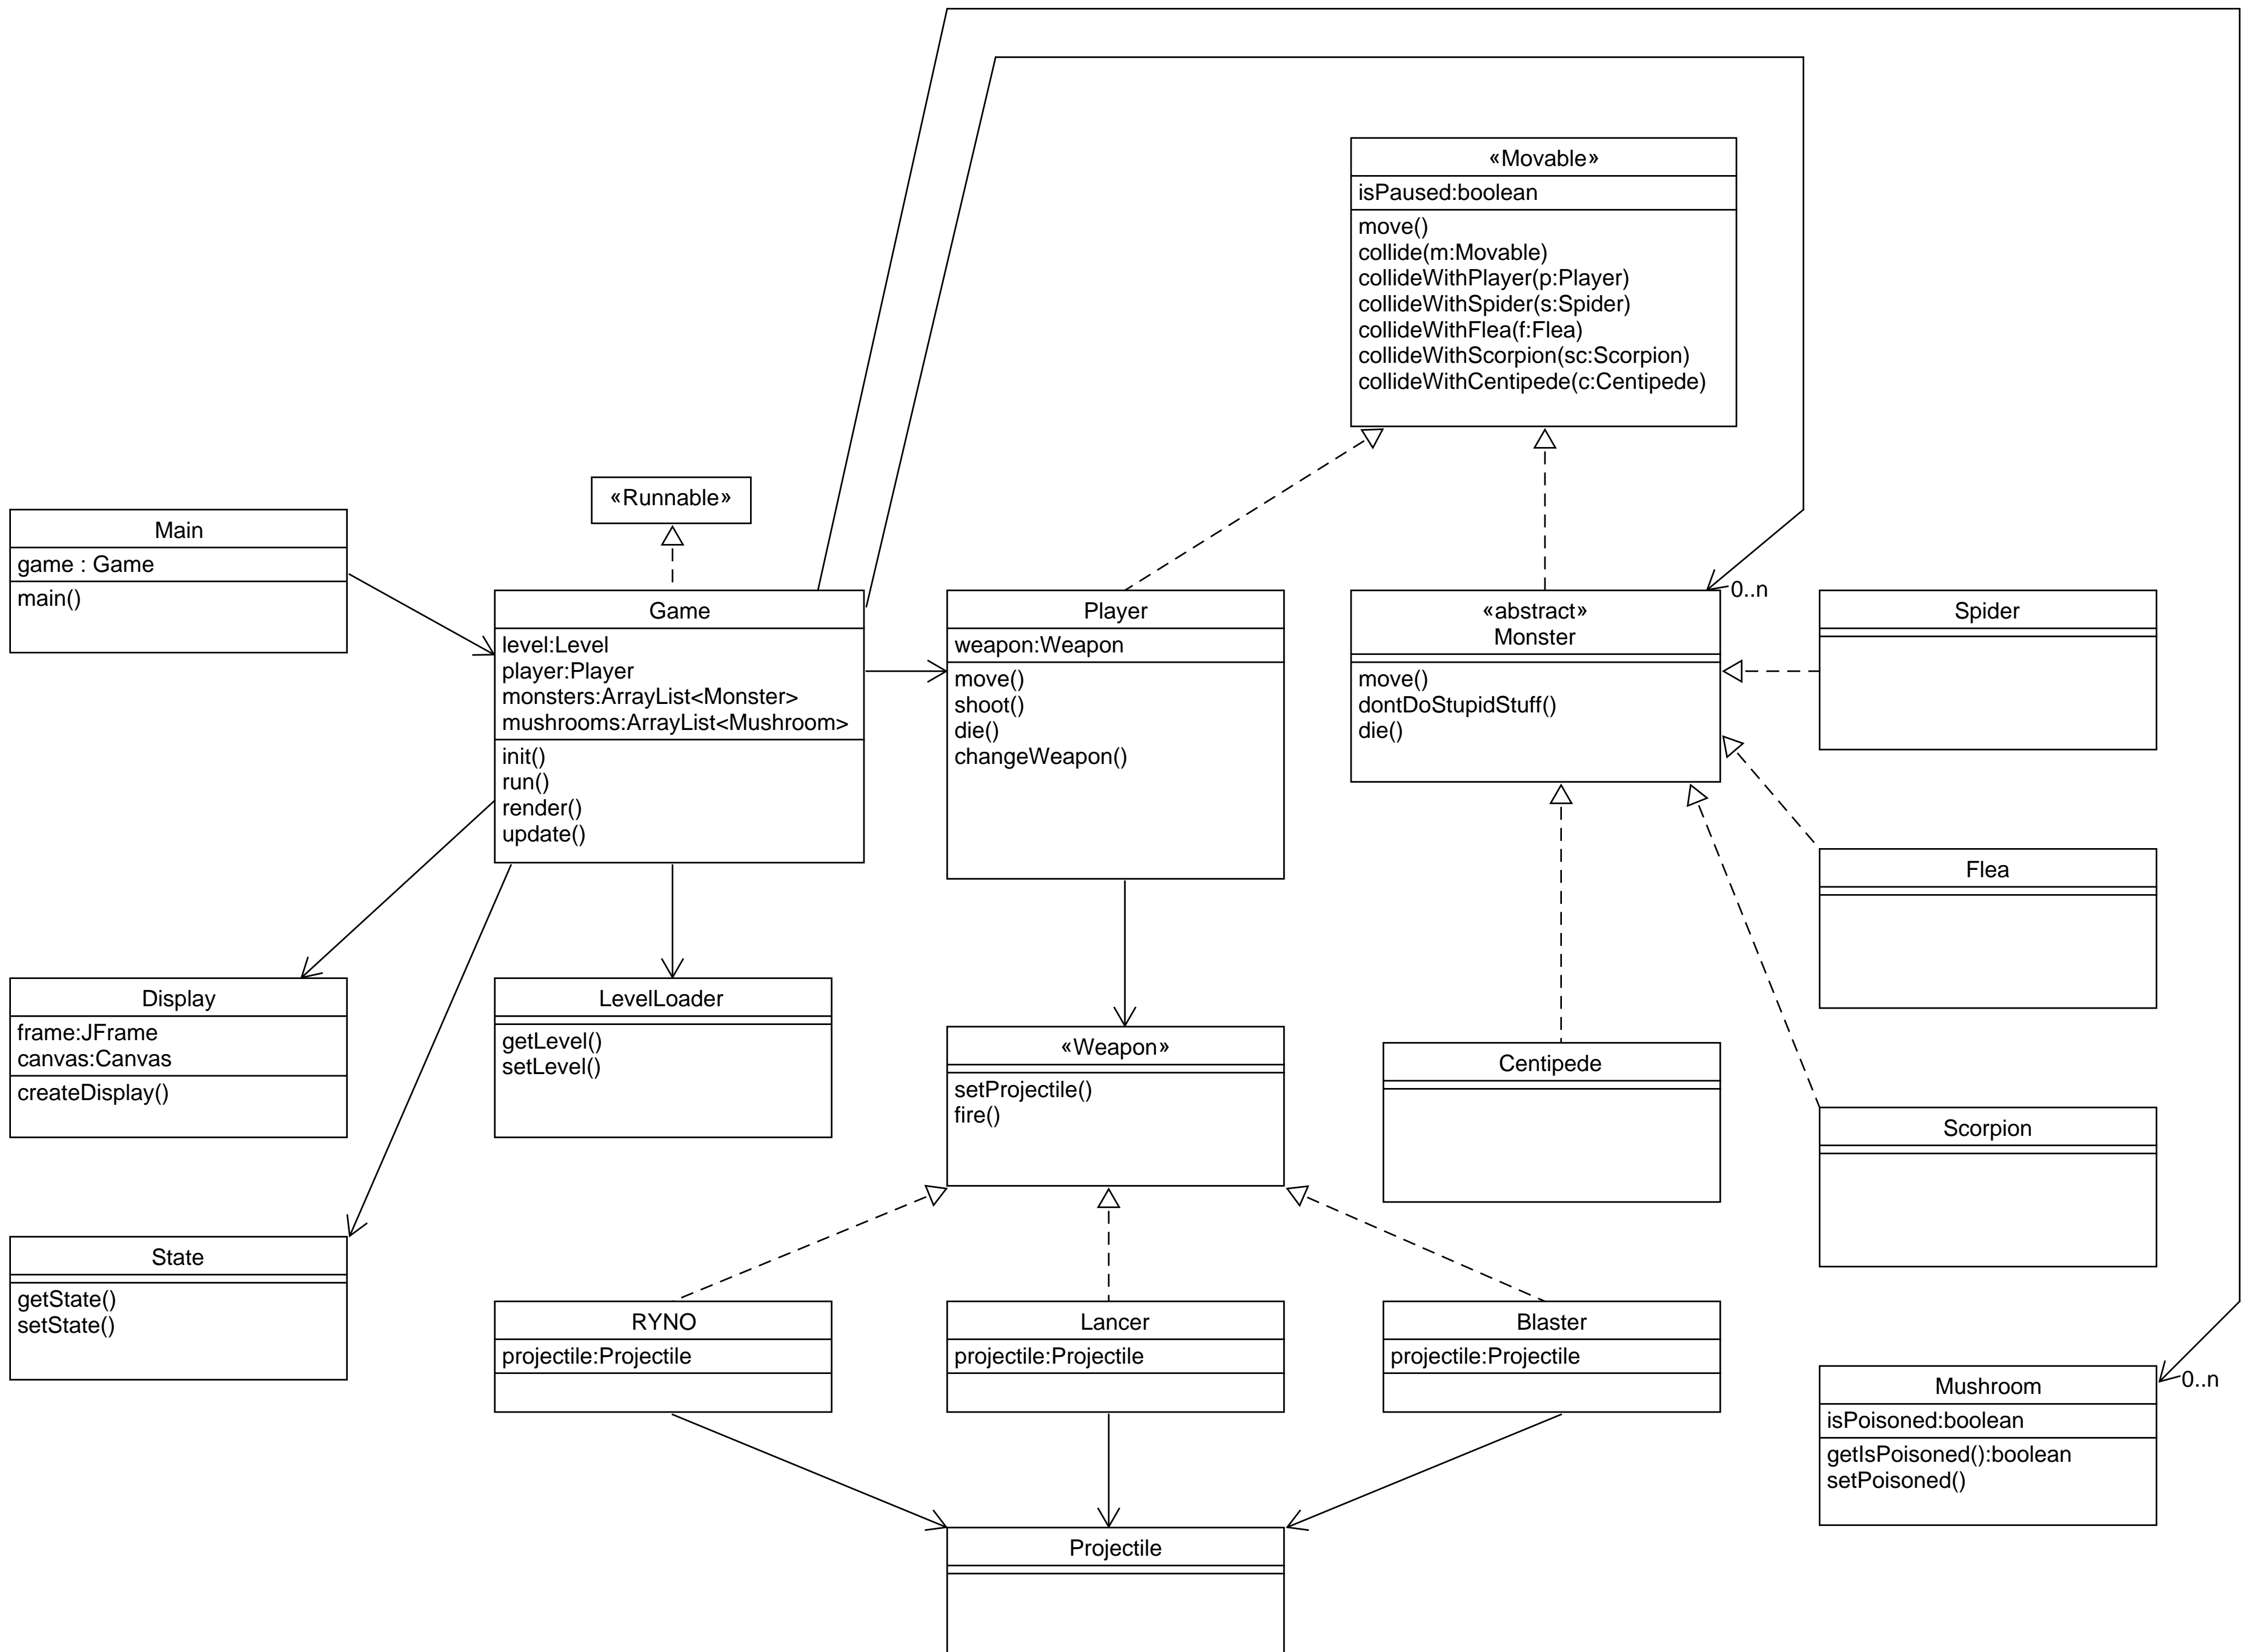 «Movable»
isPaused:boolean
move()
collide(m:Movable)
collideWithPlayer(p:Player)
collideWithSpider(s:Spider)
collideWithFlea(f:Flea)
collideWithScorpion(sc:Scorpion)
collideWithCentipede(c:Centipede)
«Runnable»
Main
game : Game
main()
Game
level:Level
player:Player
monsters:ArrayList<Monster>
mushrooms:ArrayList<Mushroom>
init()
run()
render()
update()
Player
weapon:Weapon
move()
shoot()
die()
changeWeapon()
0..n
«abstract»
Monster
move()
dontDoStupidStuff()
die()
Spider
Flea
Display
frame:JFrame
canvas:Canvas
createDisplay()
LevelLoader
getLevel()
setLevel()
«Weapon»
setProjectile()
fire()
Centipede
Scorpion
State
getState()
setState()
RYNO
projectile:Projectile
Lancer
projectile:Projectile
Blaster
projectile:Projectile
0..n
Mushroom
isPoisoned:boolean
getIsPoisoned():boolean
setPoisoned()
Projectile